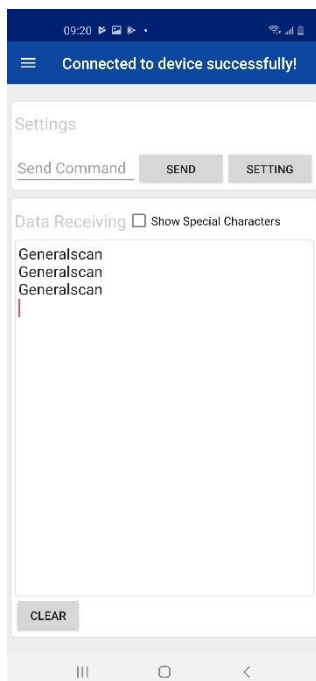 09:20
Connected to device successfully!
Settings
Send Command SEND SETTING
Data Receiving Show Special Characters
Generalscan
Generalscan
Generalscan
CLEAR